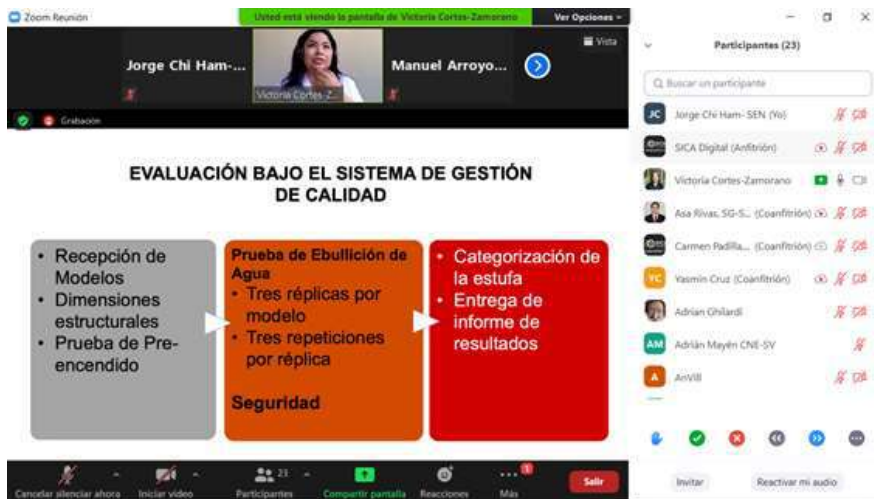 Zoom Reunión
Usted está viendo la pantalla de Victoria Cortes-Zamorano
Ver Opciones
Vista
Jorge Chi Ham-...
Victoria Cortes-Z...
Manuel Arroyo...
Grabación
EVALUACIÓN BAJO EL SISTEMA DE GESTIÓN
DE CALIDAD
• Recepción de
Modelos
• Dimensiones
estructurales
• Prueba de Pre-
encendido
Prueba de Ebullición de
Agua
• Tres réplicas por
modelo
• Tres repeticiones
por réplica
Seguridad
• Categorización de
la estufa
• Entrega de
informe de
resultados
Cancelar silenciar ahora
Iniciar video
23
Participantes
Compartir pantalla
Reacciones
1
Más
Salir
Participantes (23)
Buscar un participante
JC Jorge Chi Ham- SEN (Yo)
SICA Digital (Anfitrión)
Victoria Cortes-Zamorano
Asa Rivas, SG-S... (Coanfitrión)
Carmen Padilla... (Coanfitrión)
YC Yasmin Cruz (Coanfitrión)
Adrian Ghilardi
AM Adrián Mayén CNE-SV
A AnVill
Invitar
Reactivar mi audio